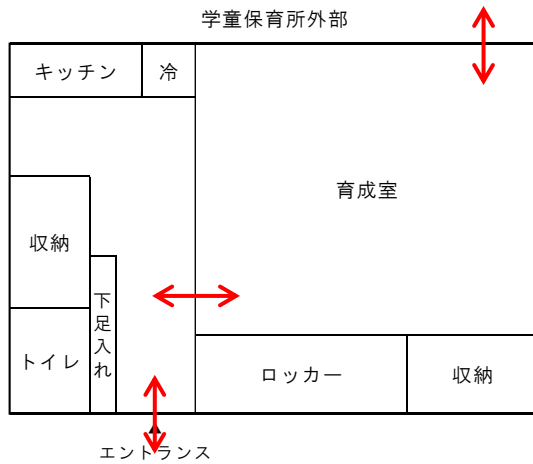 学童保育所外部
キッチン
冷
育成室
収納
下足入れ
トイレ
ロッカー
収納
エントランス